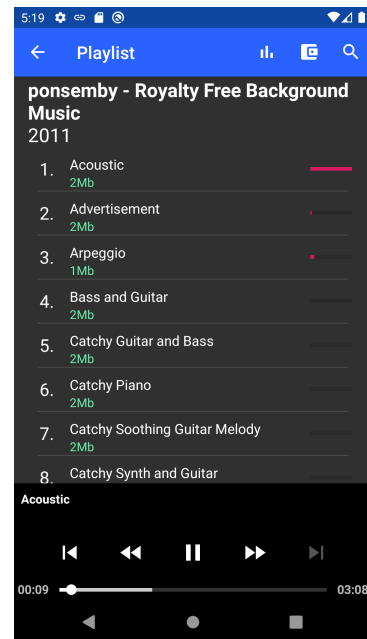 5:19
Playlist
ponsemby - Royalty Free Background
Music
2011
1. Acoustic
2Mb
2. Advertisement
2Mb
3. Arpeggio
1Mb
4. Bass and Guitar
2Mb
5. Catchy Guitar and Bass
2Mb
6. Catchy Piano
2Mb
7. Catchy Soothing Guitar Melody
2Mb
8. Catchy Synth and Guitar
Acoustic
00:09 03:08